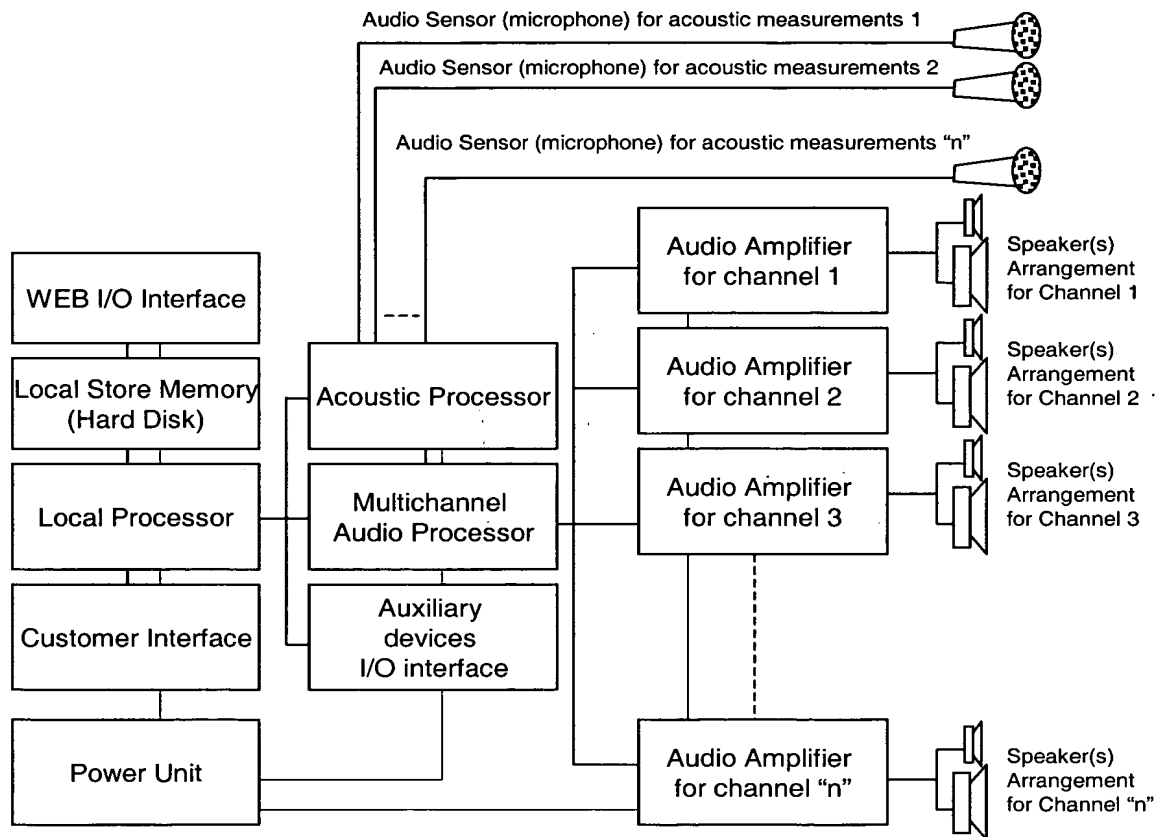 Audio Sensor (microphone) for acoustic measurements 1
Audio Sensor (microphone) for acoustic measurements 2
Audio Sensor (microphone) for acoustic measurements “n”
WEB I/O Interface
Local Store Memory
(Hard Disk)
Local Processor
Customer Interface
Power Unit
Acoustic Processor
Multichannel
Audio Processor
Auxiliary
devices
I/O interface
Audio Amplifier
for channel 1
Audio Amplifier
for channel 2
Audio Amplifier
for channel 3
Audio Amplifier
for channel “n”
Speaker(s)
Arrangement
for Channel 1
Speaker(s)
Arrangement
for Channel 2
Speaker(s)
Arrangement
for Channel 3
Speaker(s)
Arrangement
for Channel “n”